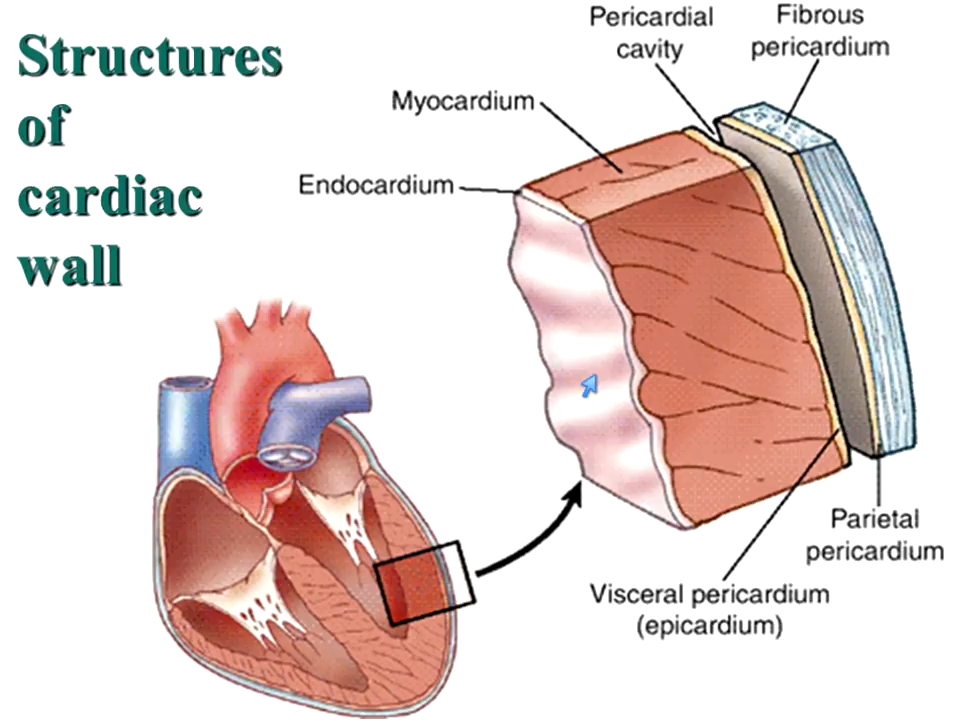 Structures
of
cardiac
wall
Pericardial
cavity
Fibrous
pericardium
Myocardium
Endocardium
Parietal
pericardium
Visceral pericardium
(epicardium)